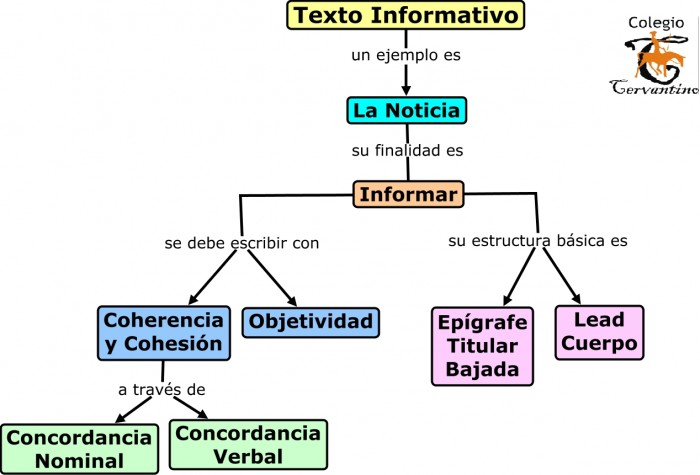 Texto Informativo
Colegio
Cervantino
un ejemplo es
La Noticia
su finalidad es
Informar
se debe escribir con
su estructura básica es
Coherencia
y Cohesión
Objetividad
Epígrafe
Titular
Bajada
Lead
Cuerpo
a través de
Concordancia
Nominal
Concordancia
Verbal